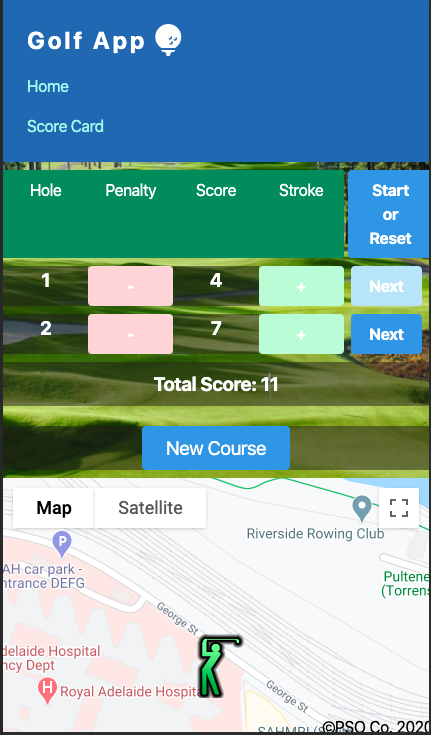 Golf App
Home
Score Card
Hole Penalty Score Stroke Start
or
Reset
1 - 4 + Next
2 - 7 + Next
Total Score: 11
New Course
Map Satellite
Riverside Rowing Club
P
AH car park -
ntrance DEFG
Pultene
(Torrens
George St
delaide Hospital
ncy Dept
H Royal Adelaide Hospita
George St
SAHMRI (S
©PSO Co. 2020